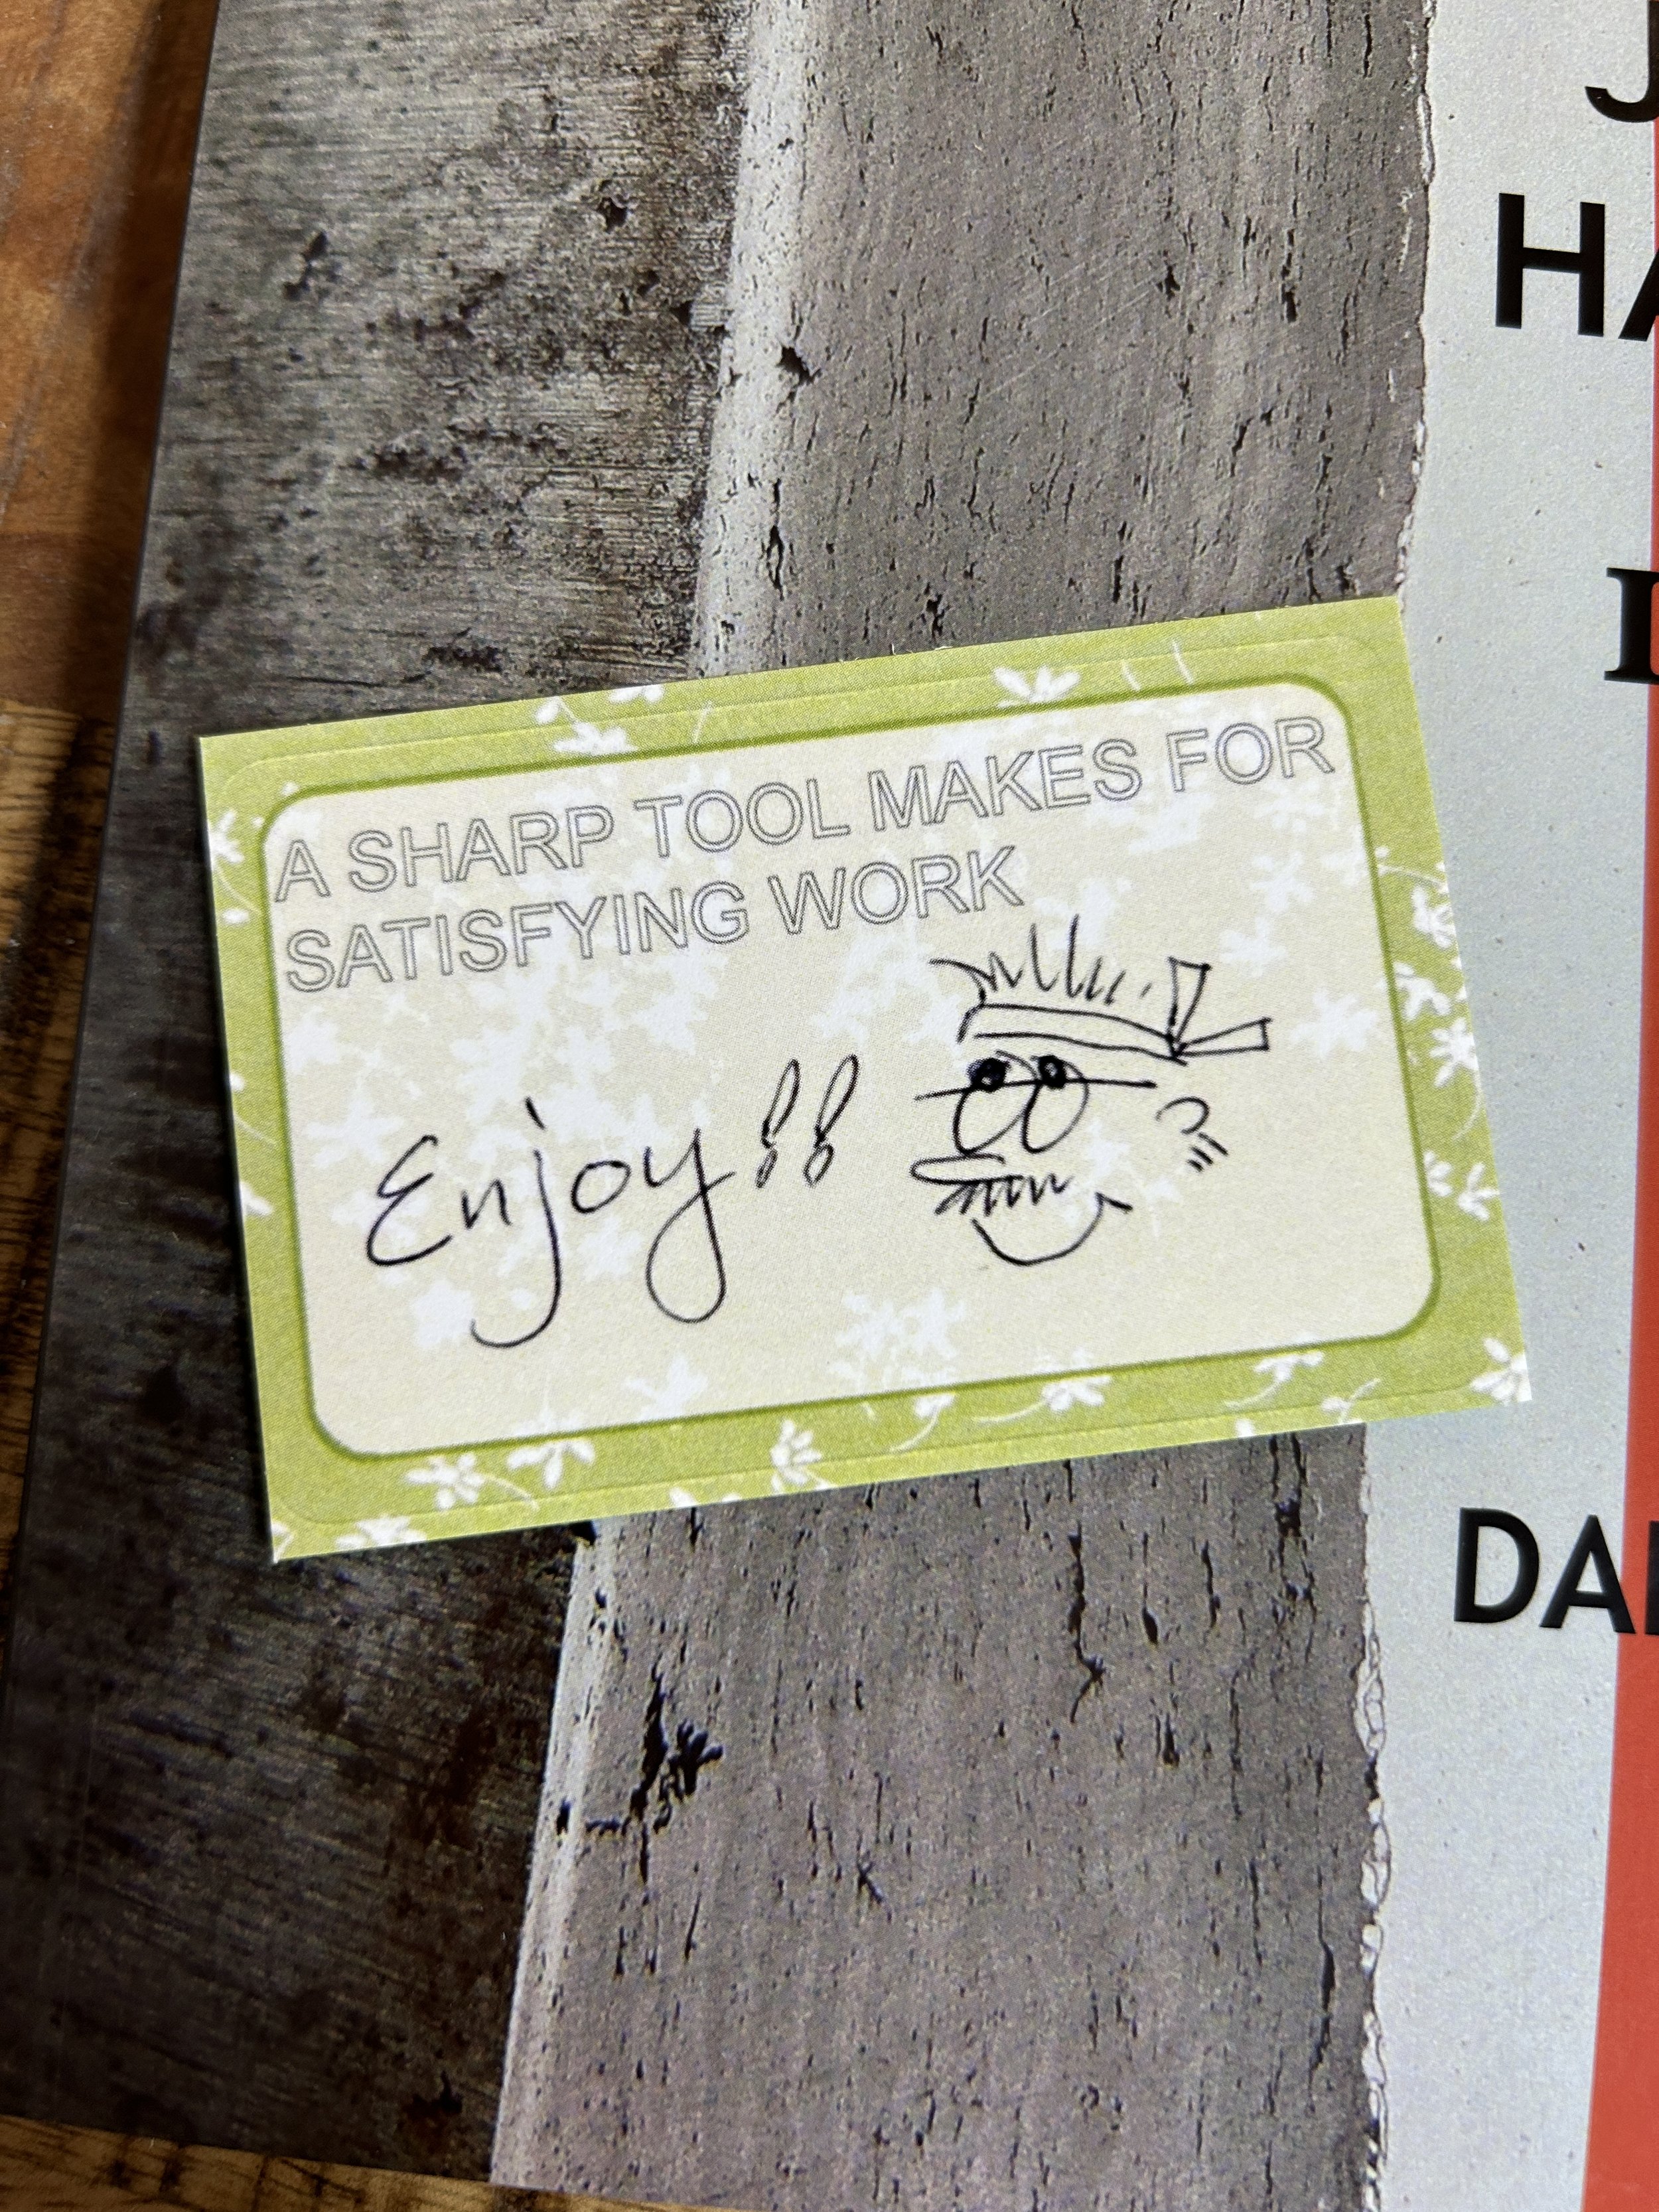 J
HA
A SHARP TOOL MAKES FOR
SATISFYING WORK
Enjoy!!
DA